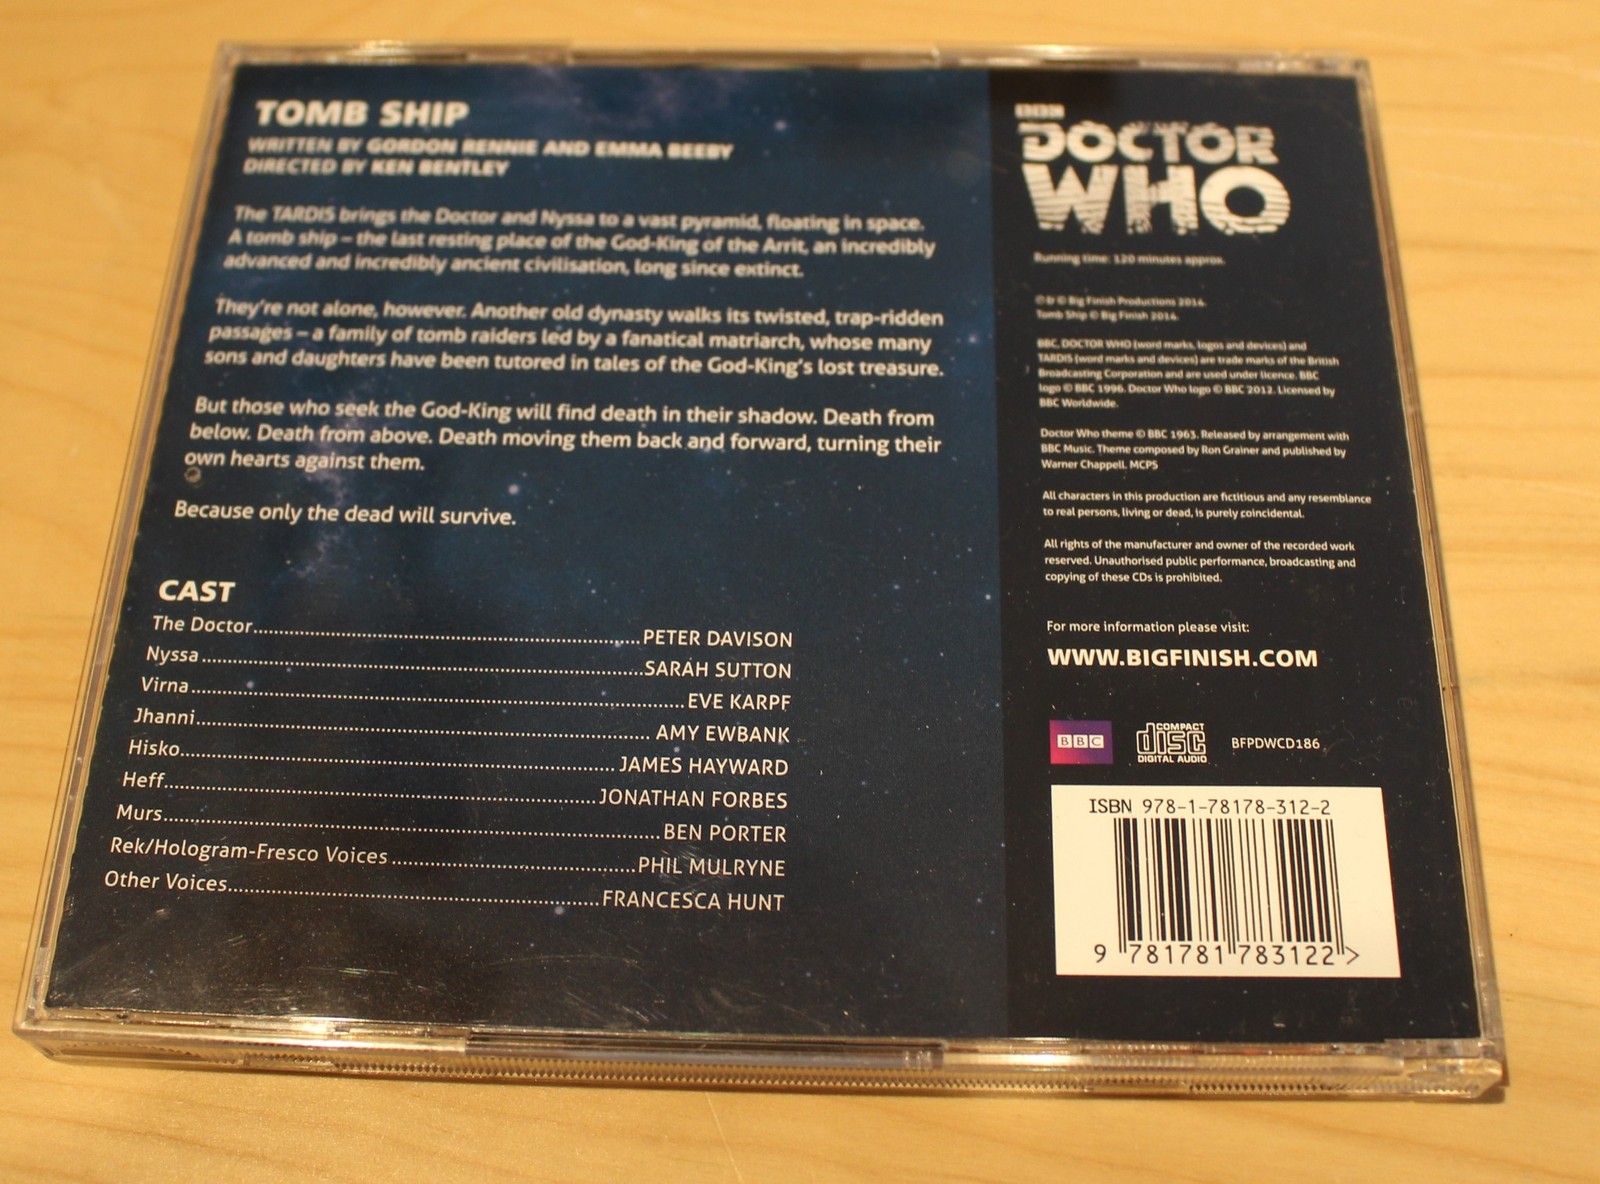 TOMB SHIP
WRITTEN BY GORDON RENNIE AND EMMA BEEBY
DIRECTED BY KEN BENTLEY
The TARDIS brings the Doctor and Nyssa to a vast pyramid, floating in space.
A tomb ship – the last resting place of the God-King of the Arrit, an incredibly
advanced and incredibly ancient civilisation, long since extinct.
They're not alone, however. Another old dynasty walks its twisted, trap-ridden
passages – a family of tomb raiders led by a fanatical matriarch, whose many
sons and daughters have been tutored in tales of the God-King's lost treasure.
But those who seek the God-King will find death in their shadow. Death from
below. Death from above. Death moving them back and forward, turning their
own hearts against them.
Because only the dead will survive.
CAST
The Doctor........PETER DAVISON
Nyssa........SARAH SUTTON
Virna........EVE KARPF
Jhanni........AMY EWBANK
Hisko........JAMES HAYWARD
Heff........JONATHAN FORBES
Murs........BEN PORTER
Rek/Hologram-Fresco Voices........PHIL MULRYNE
Other Voices........FRANCESCA HUNT
BBC
DOCTOR
WHO
Running time: 120 minutes approx.
℗ & © Big Finish Productions 2014.
Tomb Ship © Big Finish 2014.
BBC, DOCTOR WHO (word marks, logos and devices) and
TARDIS (word marks and devices) are trade marks of the British
Broadcasting Corporation and are used under licence. BBC
logo © BBC 1996. Doctor Who logo © BBC 2012. Licensed by
BBC Worldwide.
Doctor Who theme © BBC 1963. Released by arrangement with
BBC Music. Theme composed by Ron Grainer and published by
Warner Chappell. MCPS
All characters in this production are fictitious and any resemblance
to real persons, living or dead, is purely coincidental.
All rights of the manufacturer and owner of the recorded work
reserved. Unauthorised public performance, broadcasting and
copying of these CDs is prohibited.
For more information please visit:
WWW.BIGFINISH.COM
BBC
COMPACT
disc
DIGITAL AUDIO
BFPDWCD186
ISBN 978-1-78178-312-2
9 781781 783122 >